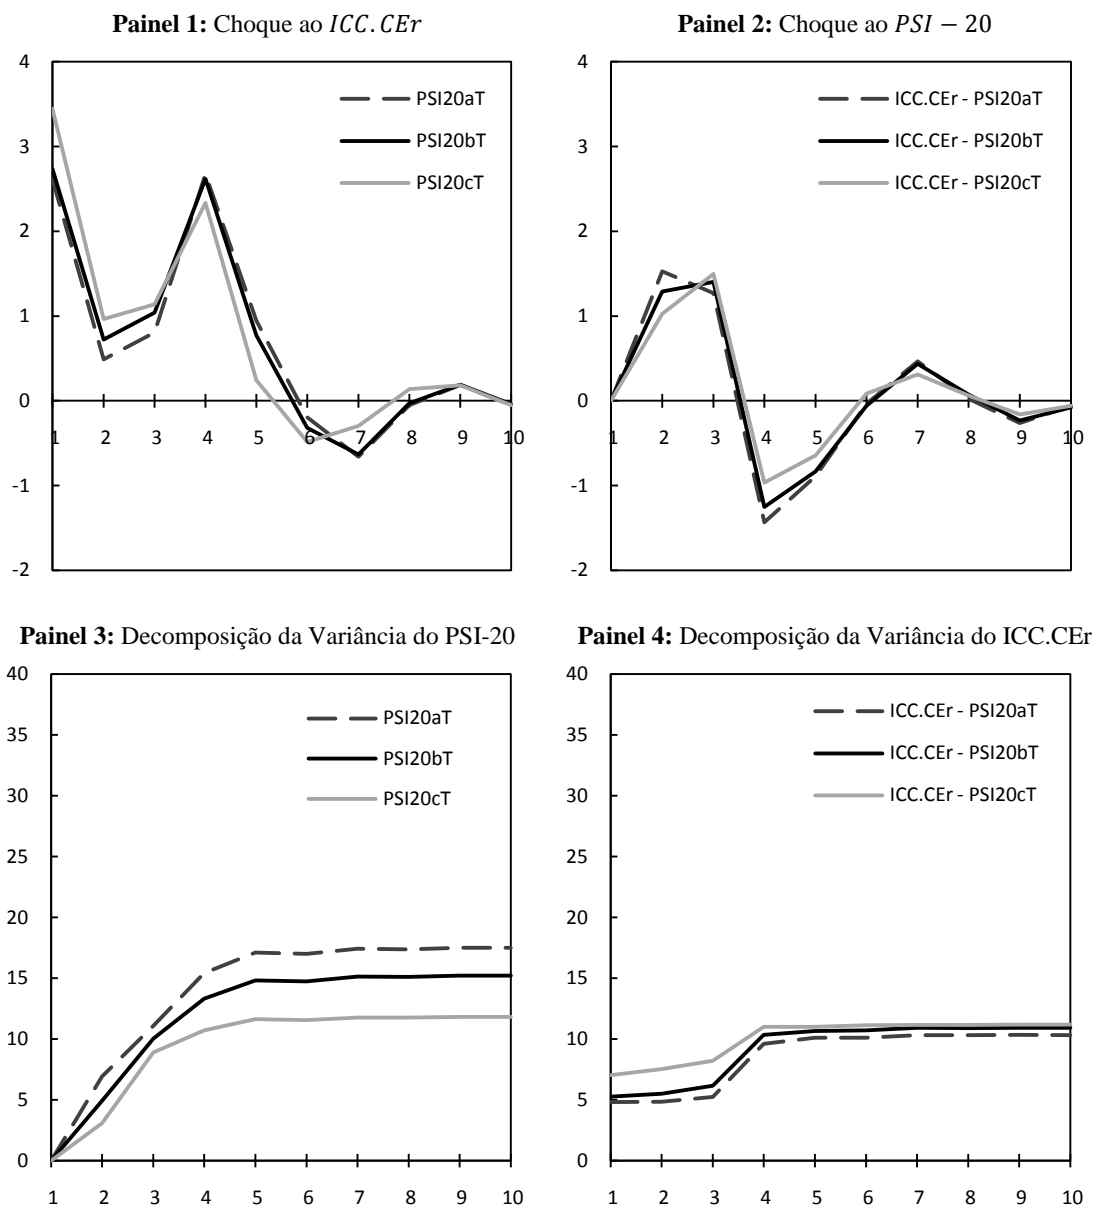 Painel 1: Choque ao ICC.CEr
4
3
2
1
0
-1
-2
1 2 3 4 5 6 7 8 9 10
PSI20aT
PSI20bT
PSI20cT
Painel 2: Choque ao PSI − 20
4
3
2
1
0
-1
-2
1 2 3 4 5 6 7 8 9 10
ICC.CEr - PSI20aT
ICC.CEr - PSI20bT
ICC.CEr - PSI20cT
Painel 3: Decomposição da Variância do PSI-20
40
35
30
25
20
15
10
5
0
1 2 3 4 5 6 7 8 9 10
PSI20aT
PSI20bT
PSI20cT
Painel 4: Decomposição da Variância do ICC.CEr
40
35
30
25
20
15
10
5
0
1 2 3 4 5 6 7 8 9 10
ICC.CEr - PSI20aT
ICC.CEr - PSI20bT
ICC.CEr - PSI20cT